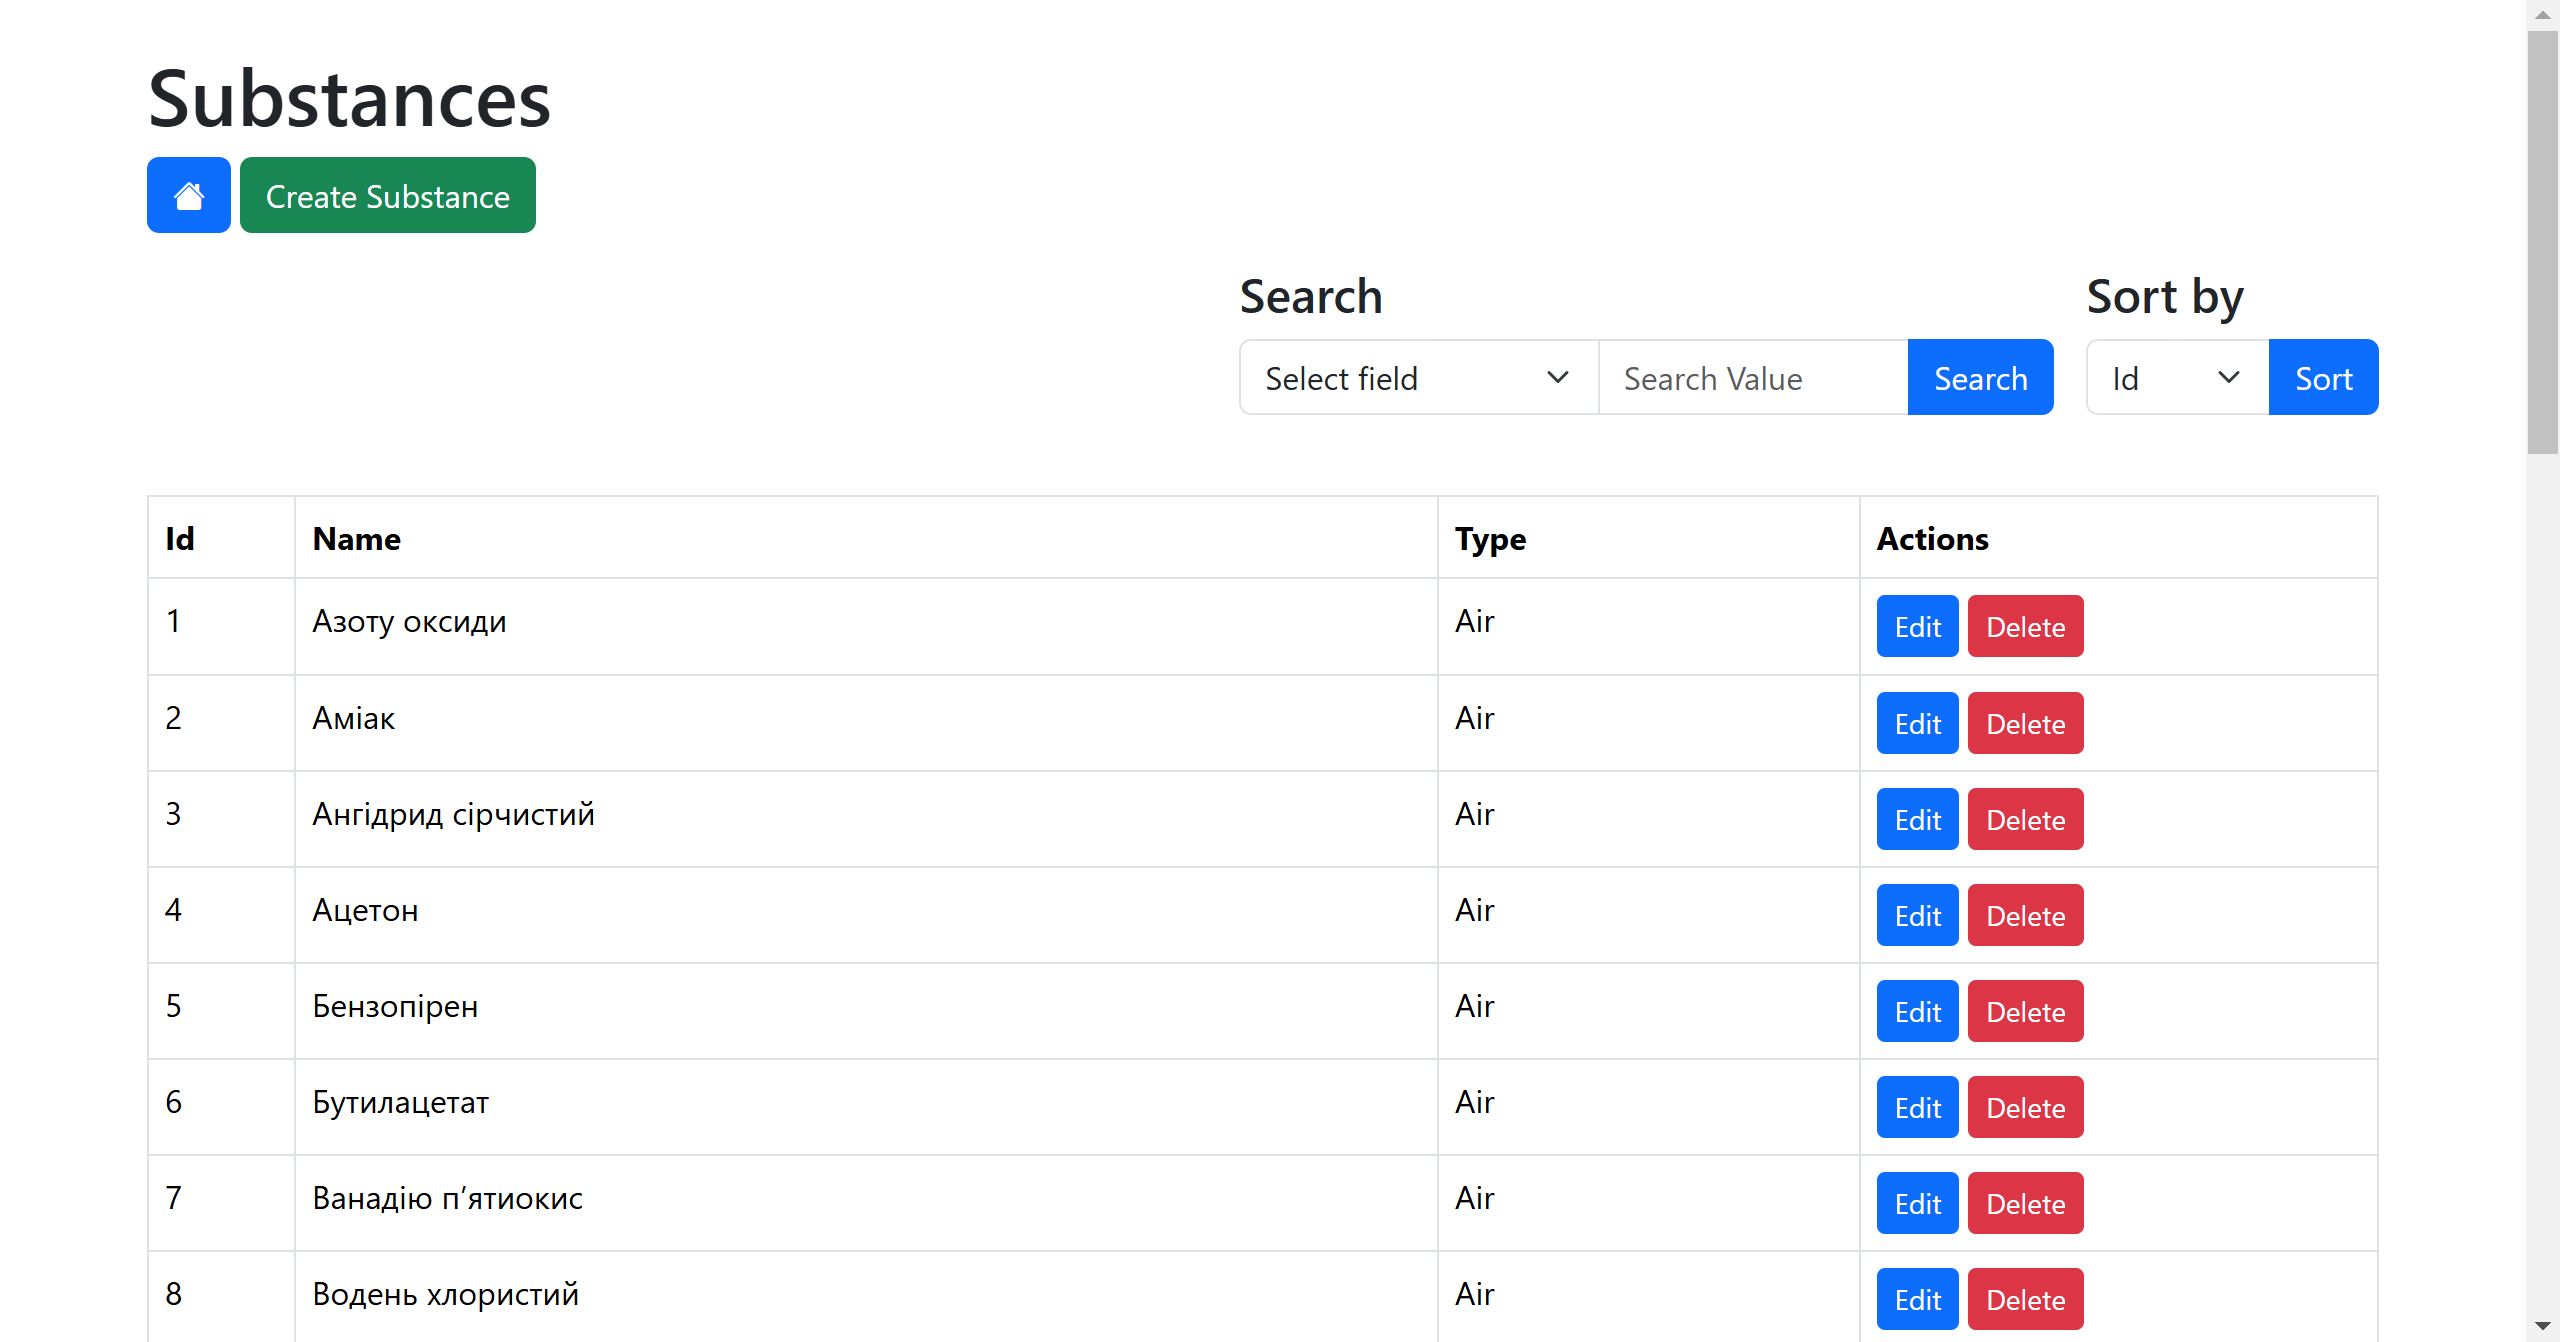 Substances
Create Substance
Search Sort by
Select field Search Value Search Id Sort
Id Name Type Actions
1 Азоту оксиди Air Edit Delete
2 Аміак Air Edit Delete
3 Ангідрид сірчистий Air Edit Delete
4 Ацетон Air Edit Delete
5 Бензопірен Air Edit Delete
6 Бутилацетат Air Edit Delete
7 Ванадію п’ятиокис Air Edit Delete
8 Водень хлористий Air Edit Delete